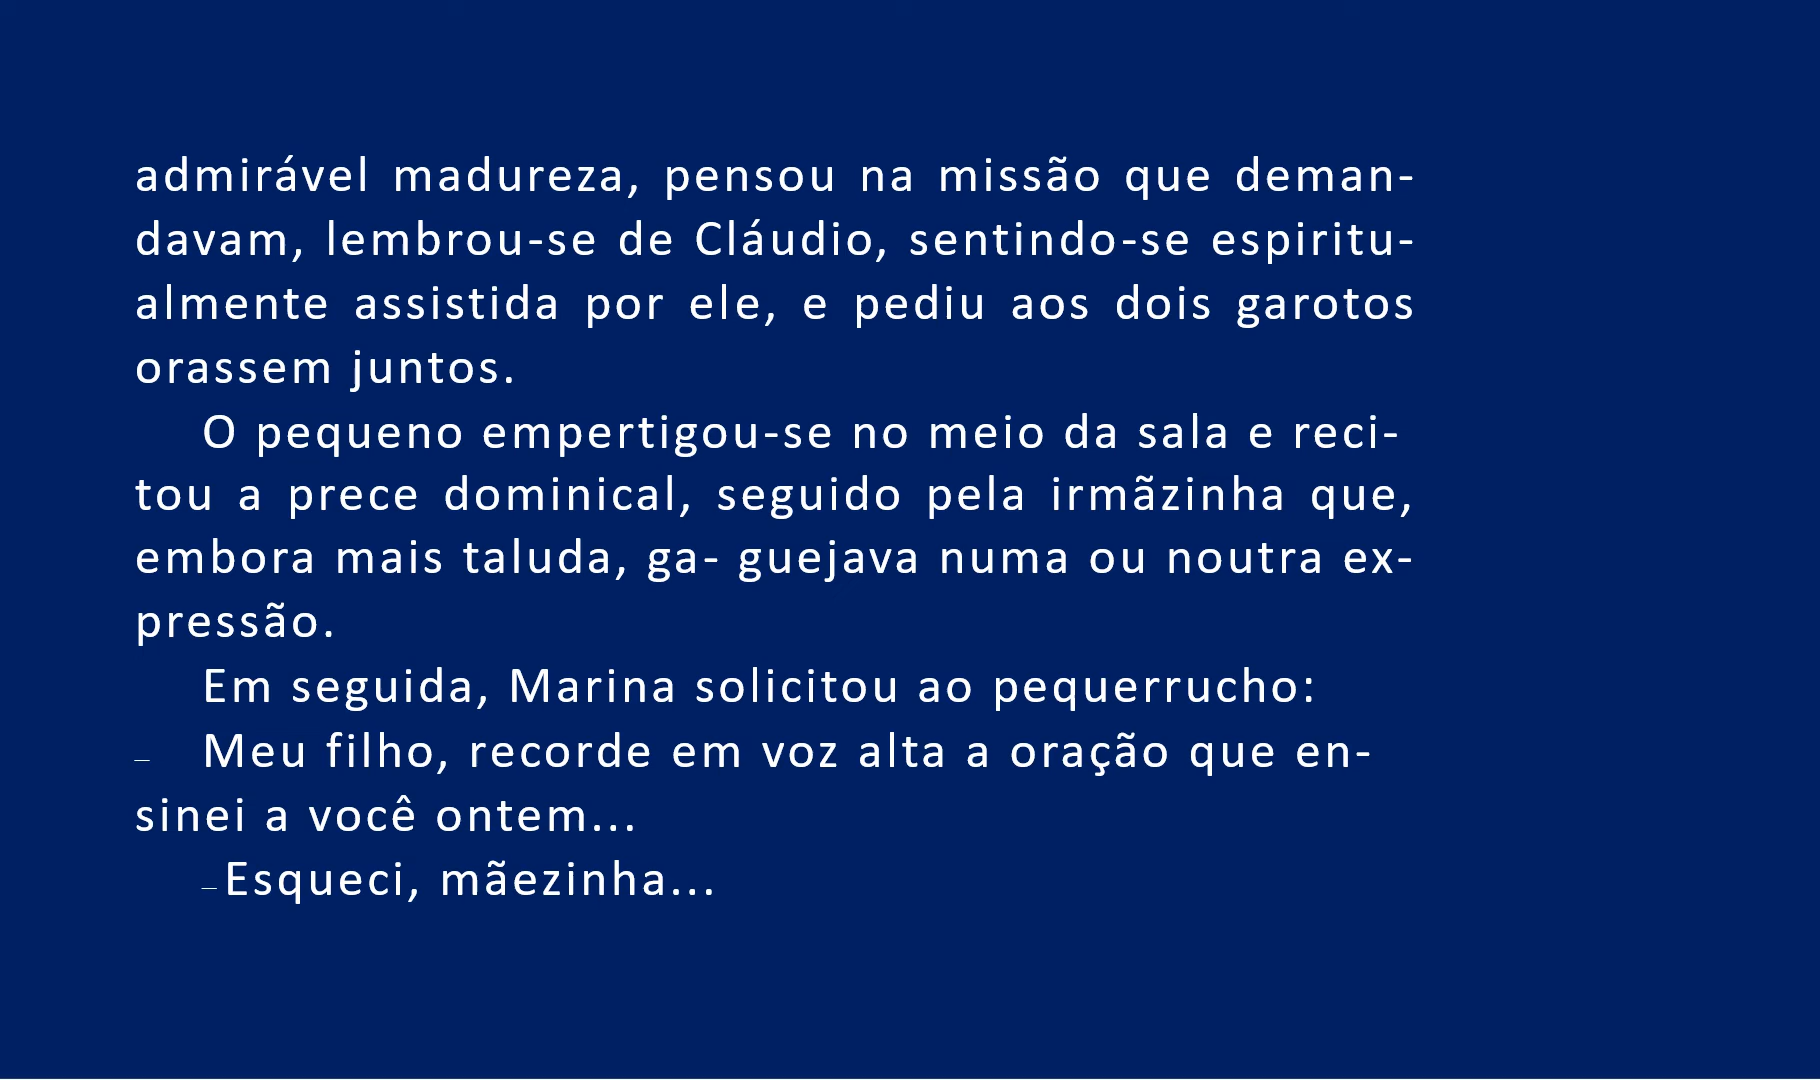 admirável madureza, pensou na missão que deman-
davam, lembrou-se de Cláudio, sentindo-se espiritu-
almente assistida por ele, e pediu aos dois garotos
orassem juntos.
O pequeno empertigou-se no meio da sala e reci-
tou a prece dominical, seguido pela irmãzinha que,
embora mais taluda, ga- guejava numa ou noutra ex-
pressão.
Em seguida, Marina solicitou ao pequerrucho:
– Meu filho, recorde em voz alta a oração que en-
sinei a você ontem...
– Esqueci, mãezinha...